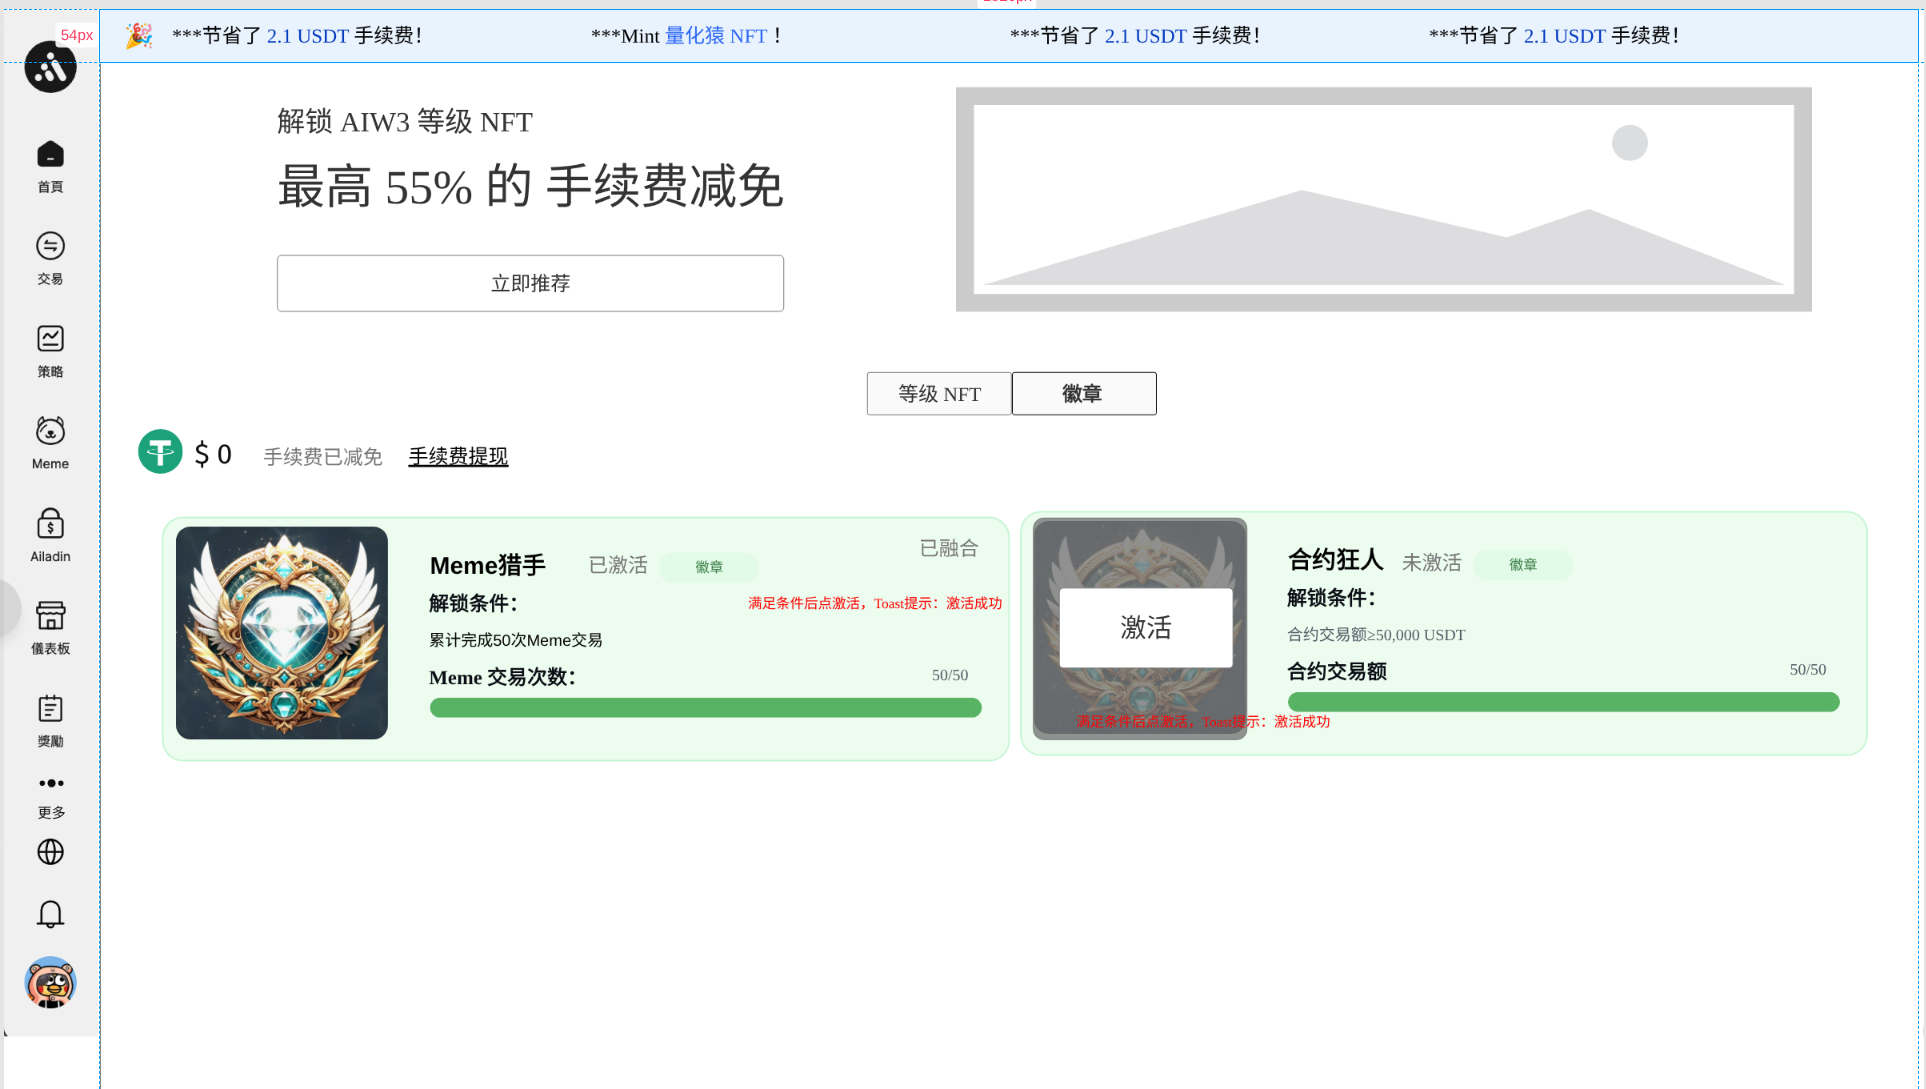 54px
***节省了 2.1 USDT 手续费！
***Mint 量化猿 NFT ！
***节省了 2.1 USDT 手续费！
***节省了 2.1 USDT 手续费！
首頁
交易
策略
Meme
Ailadin
儀表板
獎勵
更多
解锁 AIW3 等级 NFT
最高 55% 的 手续费减免
立即推荐
等级 NFT
徽章
$ 0
手续费已减免
手续费提现
已融合
Meme猎手
已激活
徽章
解锁条件：
满足条件后点激活，Toast提示：激活成功
累计完成50次Meme交易
Meme 交易次数：
50/50
激活
合约狂人
未激活
徽章
解锁条件：
合约交易额≥50,000 USDT
合约交易额
50/50
满足条件后点激活，Toast提示：激活成功